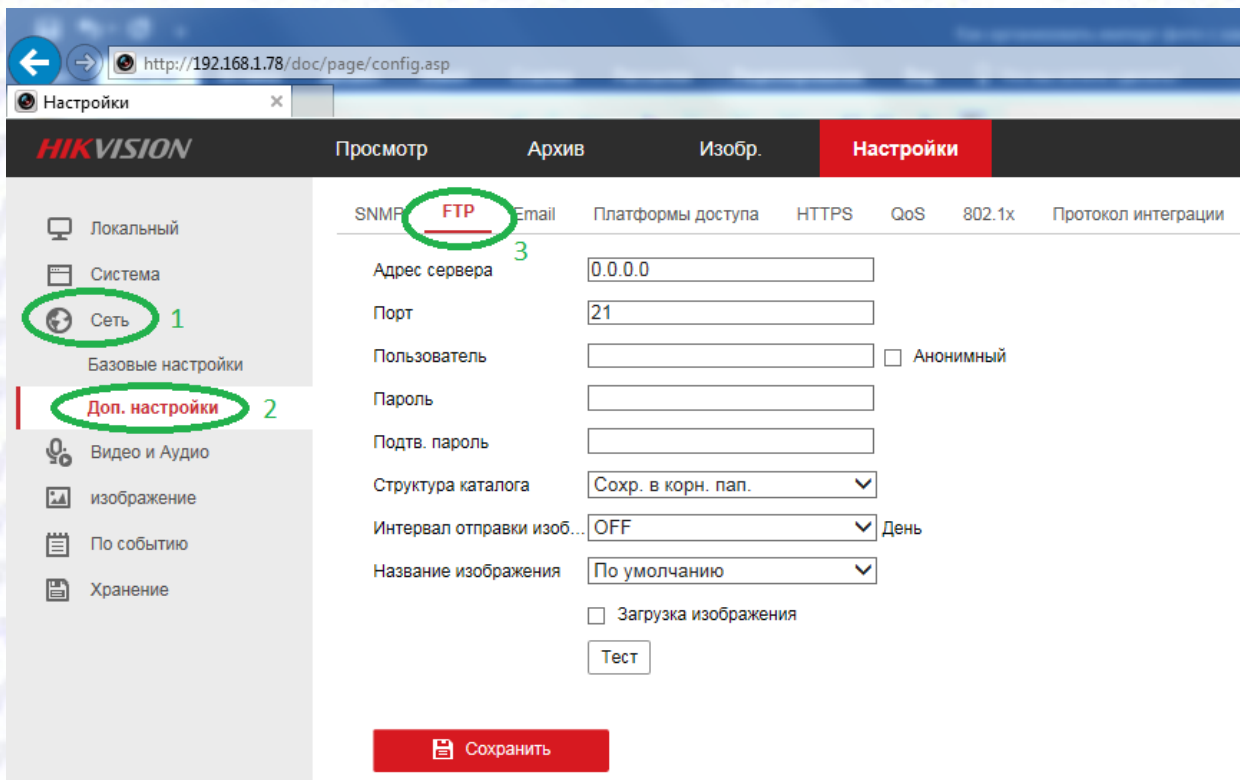 http://192.168.1.78/doc/page/config.asp
Настройки
HIKVISION
Просмотр Архив Изобр. Настройки
SNMP FTP Email Платформы доступа HTTPS QoS 802.1x Протокол интеграции
3
Локальный
Система
Сеть 1
Базовые настройки
Доп. настройки 2
Видео и Аудио
изображение
По событию
Хранение
Адрес сервера 0.0.0.0
Порт 21
Пользователь Анонимный
Пароль
Подтв. пароль
Структура каталога Сохр. в корн. пап.
Интервал отправки изоб... OFF День
Название изображения По умолчанию
Загрузка изображения
Тест
Сохранить